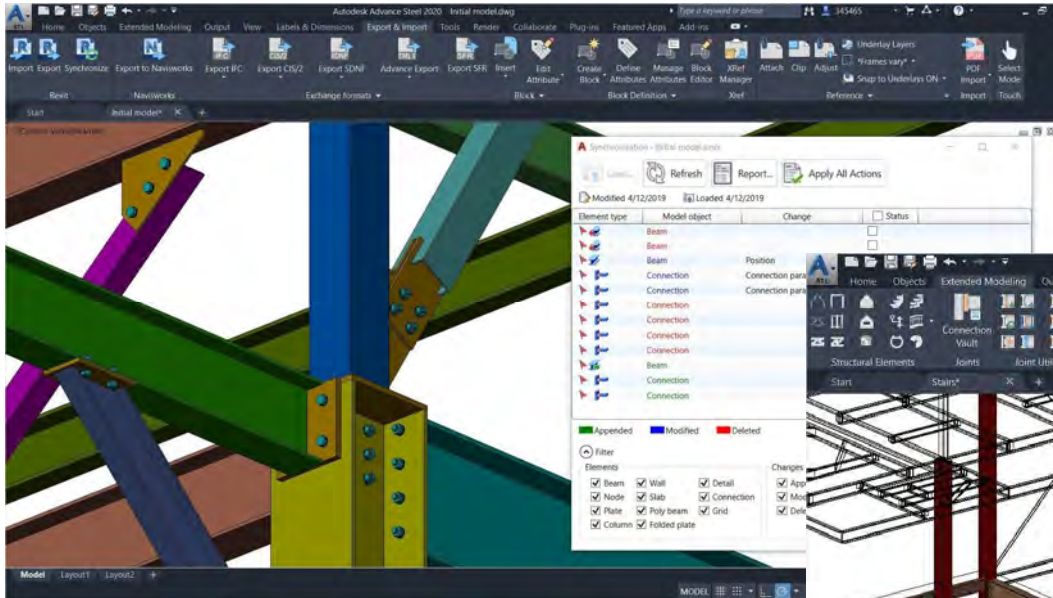 Autodesk Advance Steel 2020 Initial model.dwg
Type a keyword or phrase
345465
Home Objects Extended Modeling Output View Labels & Dimensions Export & Import Tools Render Collaborate Plug-ins Featured Apps Add-ins
Import Export Synchronize Export to Navisworks Export IFC Export CIS/2 Export SDNF Advance Export Export SFR Insert Edit Attribute Create Block Define Attributes Manage Attributes Block Editor XRef Manager Attach Clip Adjust
Underlay Layers
*Frames vary*
Snap to Underlays ON
PDF Import Select Mode
Revit Navisworks Exchange formats Block Block Definition Xref Reference Import Touch
Start Initial model*
Refresh Report... Apply All Actions
Modified 4/12/2019 Loaded 4/12/2019
Element type Model object Change Status
Beam
Beam
Beam Position
Connection Connection para
Connection Connection para
Connection
Connection
Connection
Connection
Beam
Connection
Connection
Appended Modified Deleted
Filter
Elements Changes
Beam Wall Detail App
Node Slab Connection Mod
Plate Poly beam Grid Dele
Column Folded plate
Home Objects Extended Modeling Ou
Connection Vault
Structural Elements Joints Joint Utili
Start Stairs*
Model Layout1 Layout2
MODEL